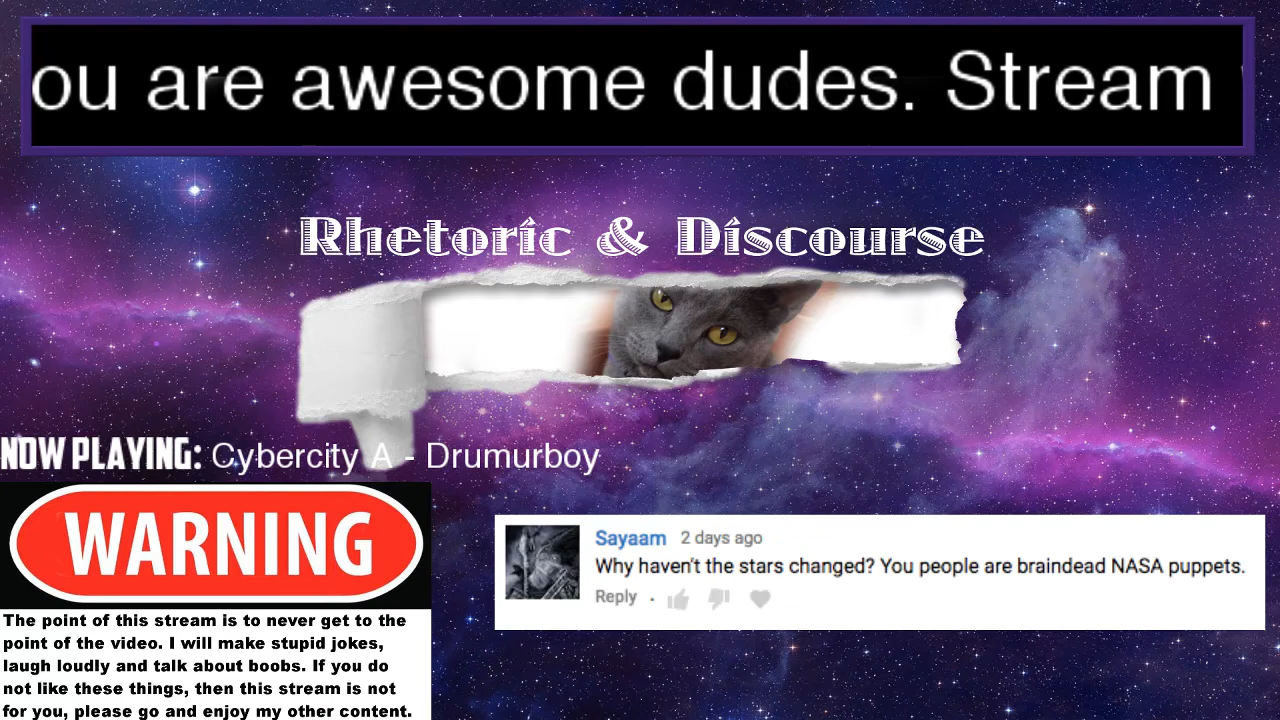 ou are awesome dudes. Stream
Rhetoric & Discourse
NOW PLAYING: Cybercity A - Drumurboy
WARNING
The point of this stream is to never get to the
point of the video. I will make stupid jokes,
laugh loudly and talk about boobs. If you do
not like these things, then this stream is not
for you, please go and enjoy my other content.
Sayaam 2 days ago
Why haven't the stars changed? You people are braindead NASA puppets.
Reply